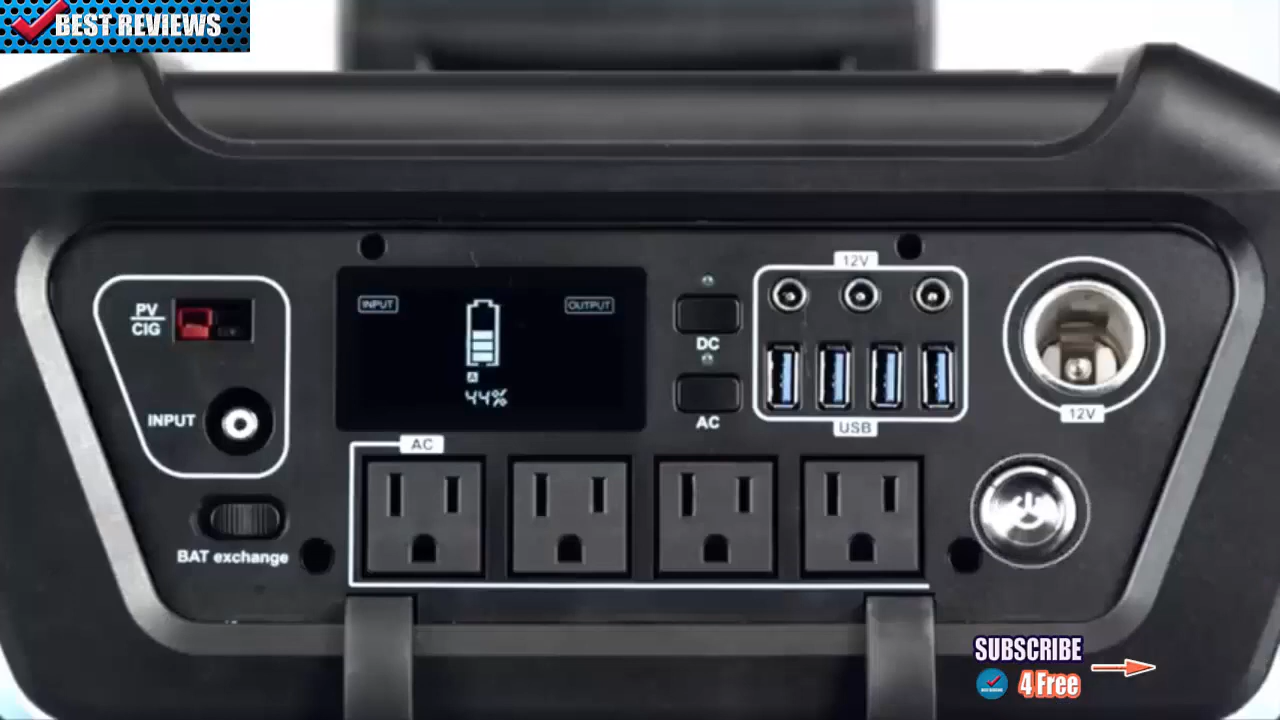 BEST REVIEWS
PV
CIG
INPUT
BAT exchange
INPUT
OUTPUT
A
44%
DC
AC
12V
USB
12V
AC
SUBSCRIBE
4 Free